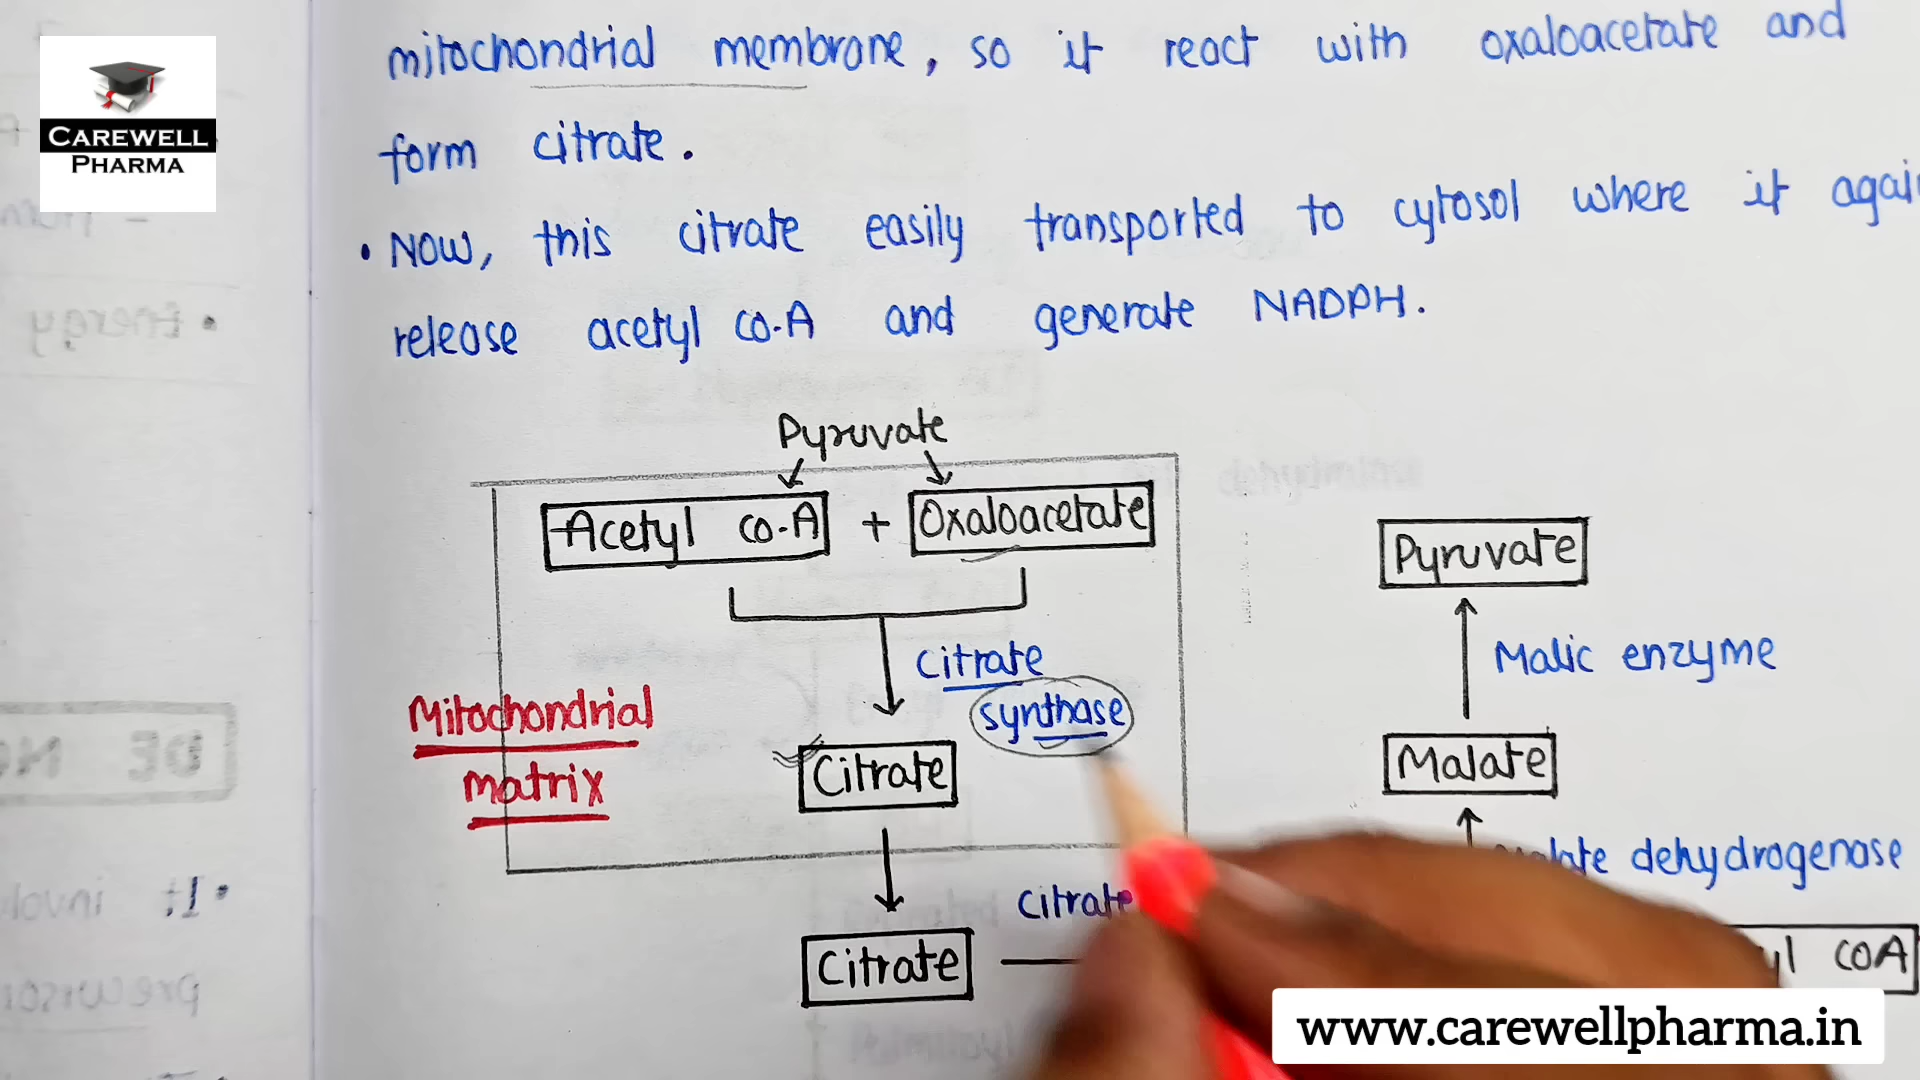 CAREWELL
PHARMA
mitochondrial membrane, so it react with oxaloacetate and
form citrate.
• Now, this citrate easily transported to cytosol where it
release acetyl co-A and generate NADPH.
Pyruvate
Acetyl co-A + Oxaloacetate
Citrate
synthase
Mitochondrial
matrix
Citrate
Citrate
Citrate
Pyruvate
Malic enzyme
Malate
dehydrogenase
CoA
www.carewellpharma.in